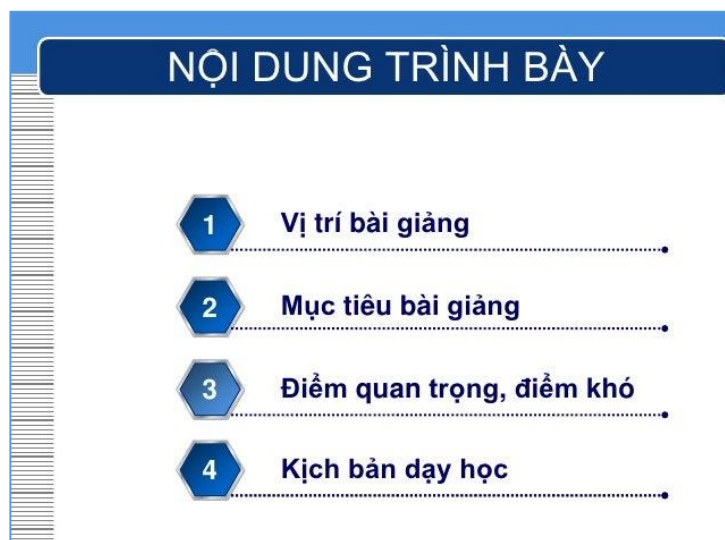 NỘI DUNG TRÌNH BÀY
1 Vị trí bài giảng
2 Mục tiêu bài giảng
3 Điểm quan trọng, điểm khó
4 Kịch bản dạy học